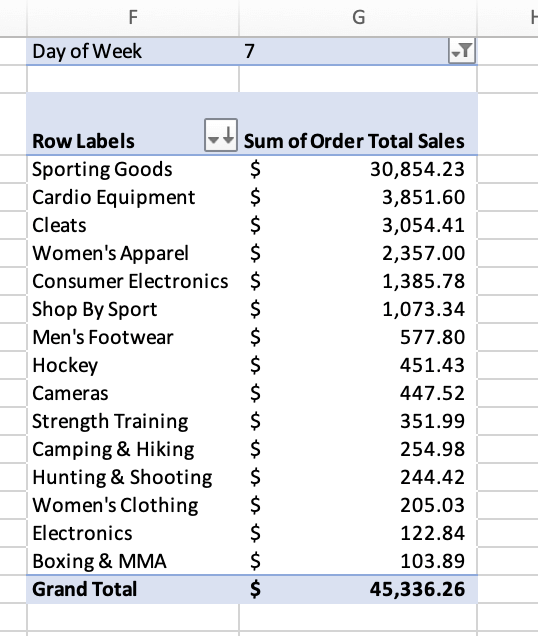 F G H
Day of Week 7
Row Labels Sum of Order Total Sales
Sporting Goods $ 30,854.23
Cardio Equipment $ 3,851.60
Cleats $ 3,054.41
Women's Apparel $ 2,357.00
Consumer Electronics $ 1,385.78
Shop By Sport $ 1,073.34
Men's Footwear $ 577.80
Hockey $ 451.43
Cameras $ 447.52
Strength Training $ 351.99
Camping & Hiking $ 254.98
Hunting & Shooting $ 244.42
Women's Clothing $ 205.03
Electronics $ 122.84
Boxing & MMA $ 103.89
Grand Total $ 45,336.26